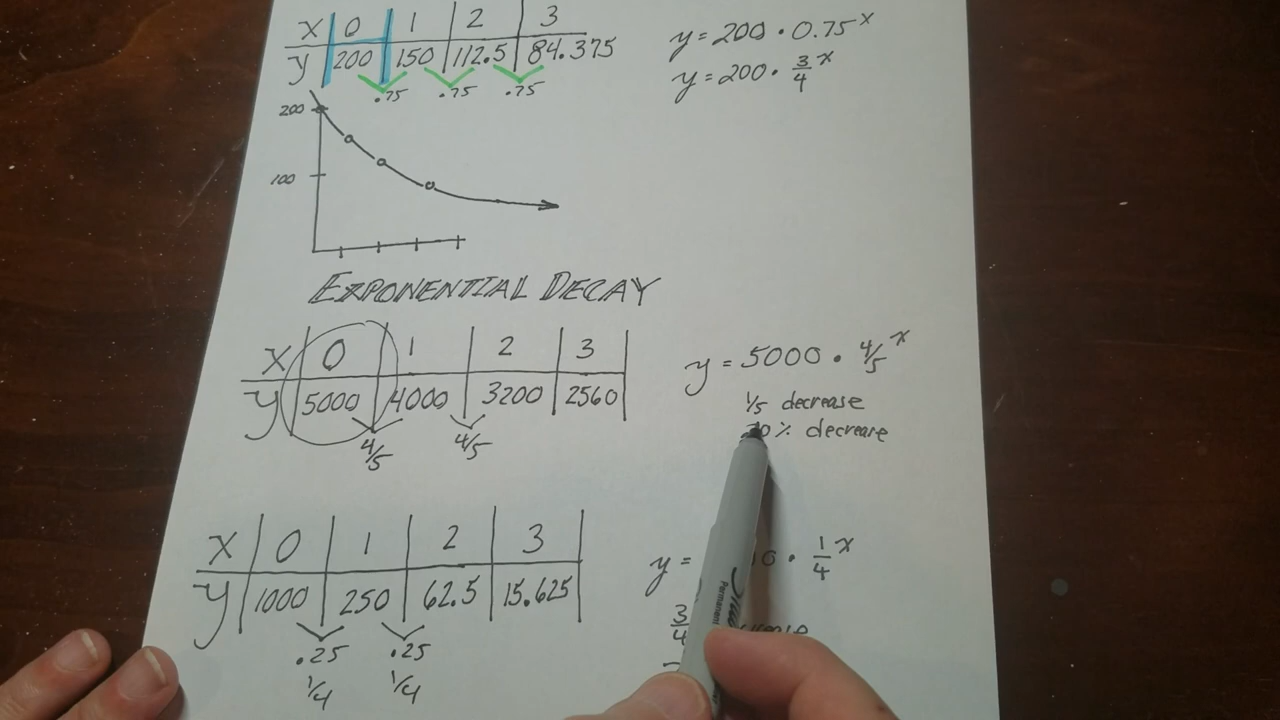 x 0 1 2 3
y 200 150 112.5 84.375
.75 .75 .75
y = 200 • 0.75^x
y = 200 • 3/4^x
200
100
EXPONENTIAL DECAY
x 0 1 2 3
y 5000 4000 3200 2560
4/5 4/5
y = 5000 • 4/5^x
1/5 decrease
% decrease
x 0 1 2 3
y 1000 250 62.5 15.625
.25 .25
1/4 1/4
y = • 1/4^x
3/4
Permanent